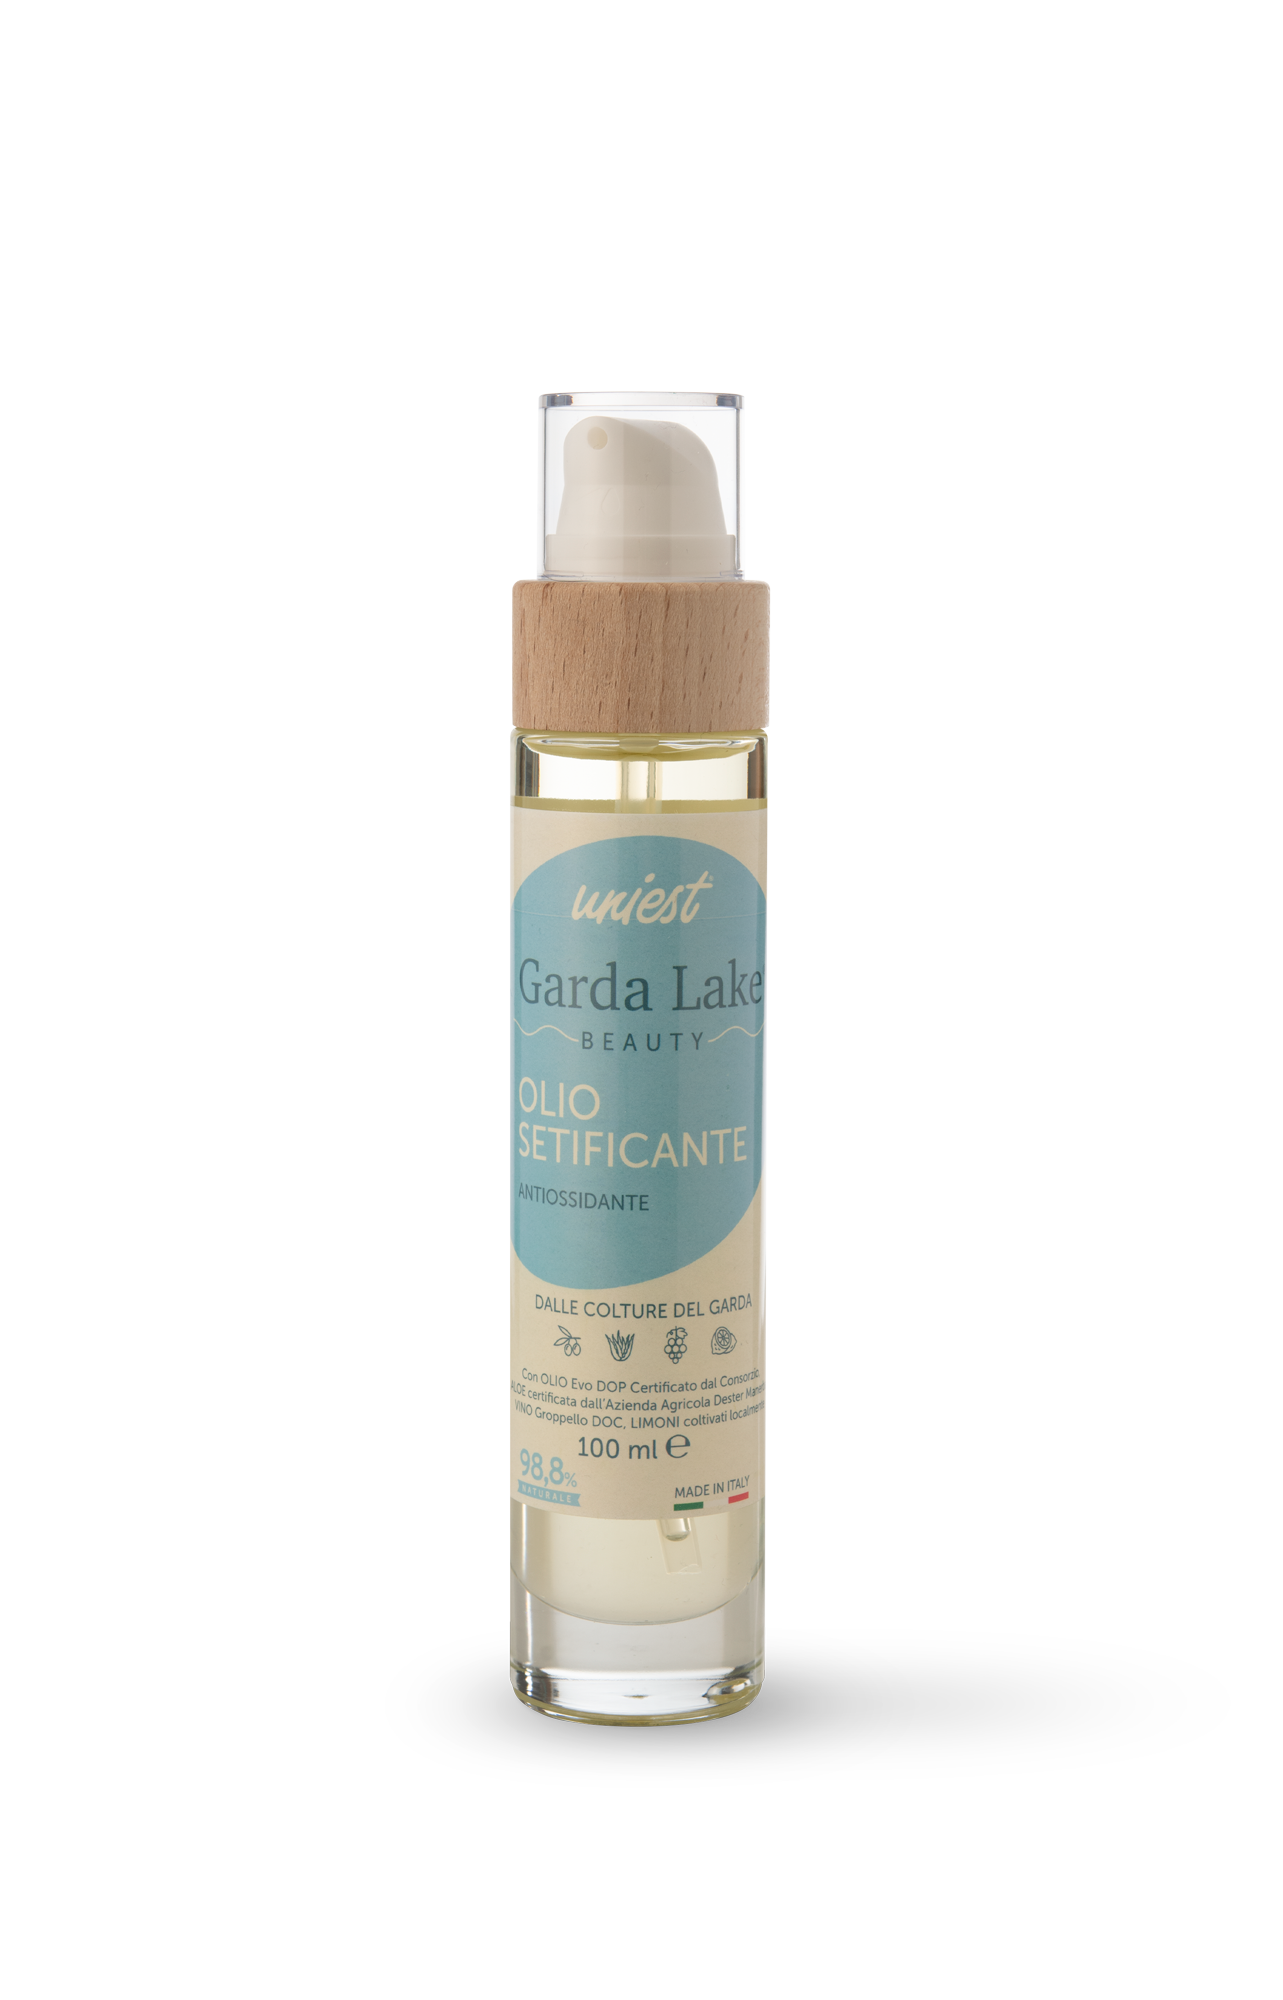 uniest®
Garda Lake
BEAUTY
OLIO
SETIFICANTE
ANTIOSSIDANTE
DALLE COLTURE DEL GARDA
Con OLIO Evo DOP Certificato dal Consorzio,
ALOE certificata dall'Azienda Agricola Dester
VINO Groppello DOC, LIMONI coltivati localmente
100 ml ℮
98,8%
NATURALE
MADE IN ITALY